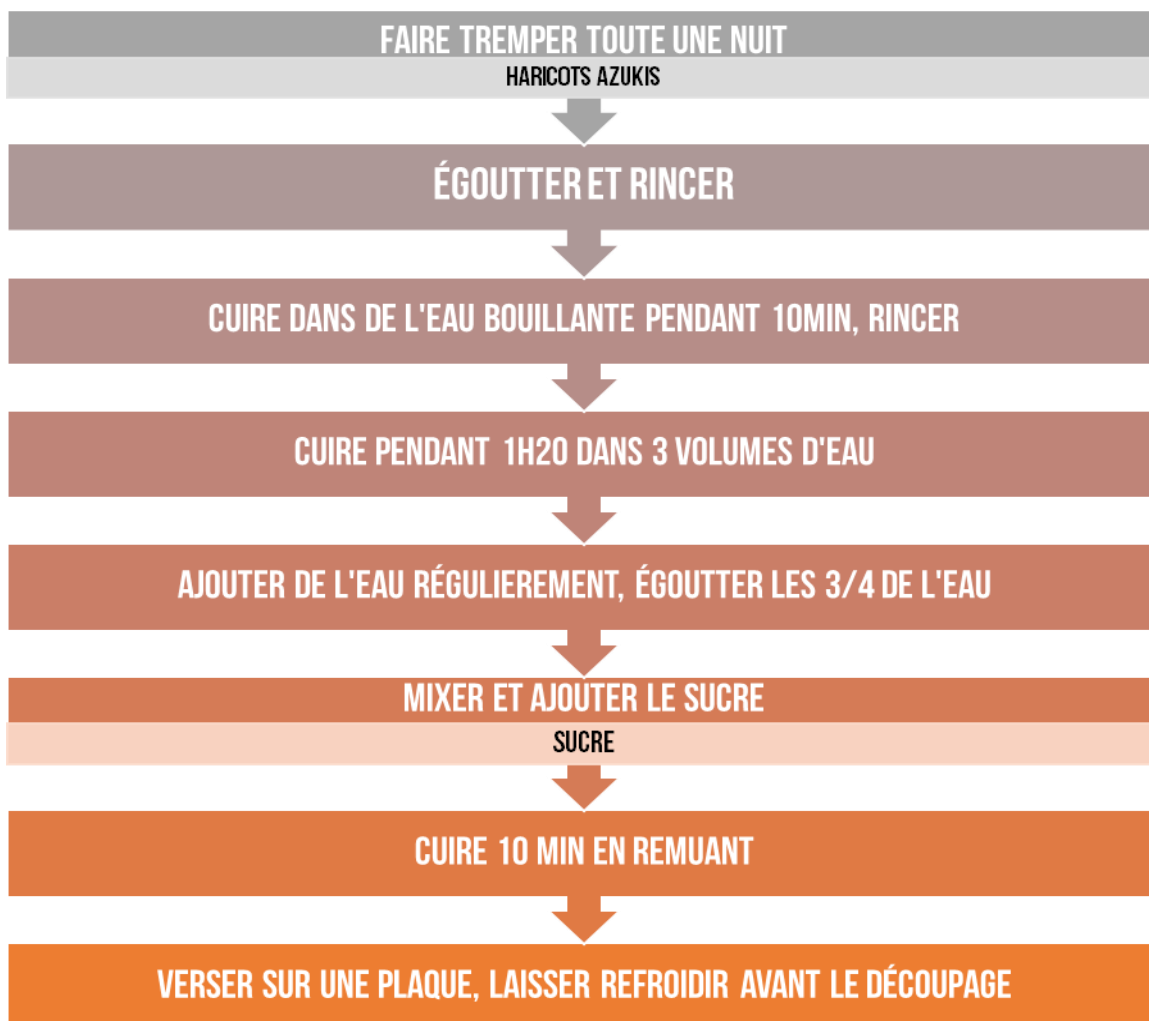 FAIRE TREMPER TOUTE UNE NUIT
HARICOTS AZUKIS
ÉGOUTTER ET RINCER
CUIRE DANS DE L'EAU BOUILLANTE PENDANT 10MIN, RINCER
CUIRE PENDANT 1H20 DANS 3 VOLUMES D'EAU
AJOUTER DE L'EAU RÉGULIEREMENT, ÉGOUTTER LES 3/4 DE L'EAU
MIXER ET AJOUTER LE SUCRE
SUCRE
CUIRE 10 MIN EN REMUANT
VERSER SUR UNE PLAQUE, LAISSER REFROIDIR AVANT LE DÉCOUPAGE